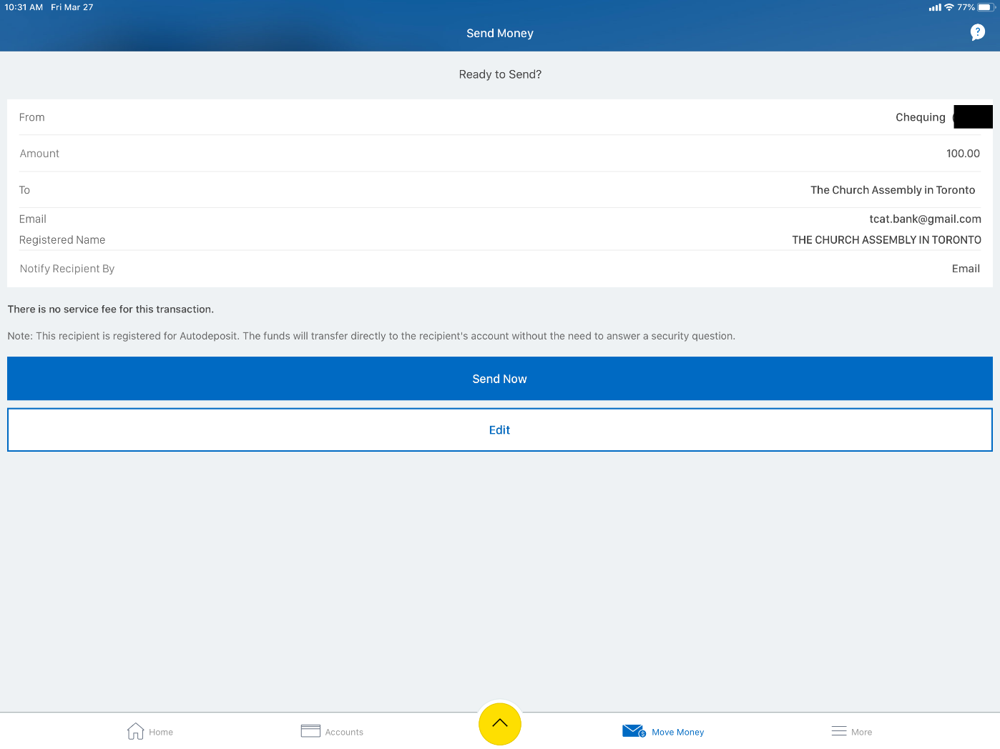 10:31 AM Fri Mar 27 77%
Send Money
?
Ready to Send?
From Chequing (
Amount 100.00
To The Church Assembly in Toronto
Email tcat.bank@gmail.com
Registered Name THE CHURCH ASSEMBLY IN TORONTO
Notify Recipient By Email
There is no service fee for this transaction.
Note: This recipient is registered for Autodeposit. The funds will transfer directly to the recipient's account without the need to answer a security question.
Send Now
Edit
Home Accounts $ Move Money More